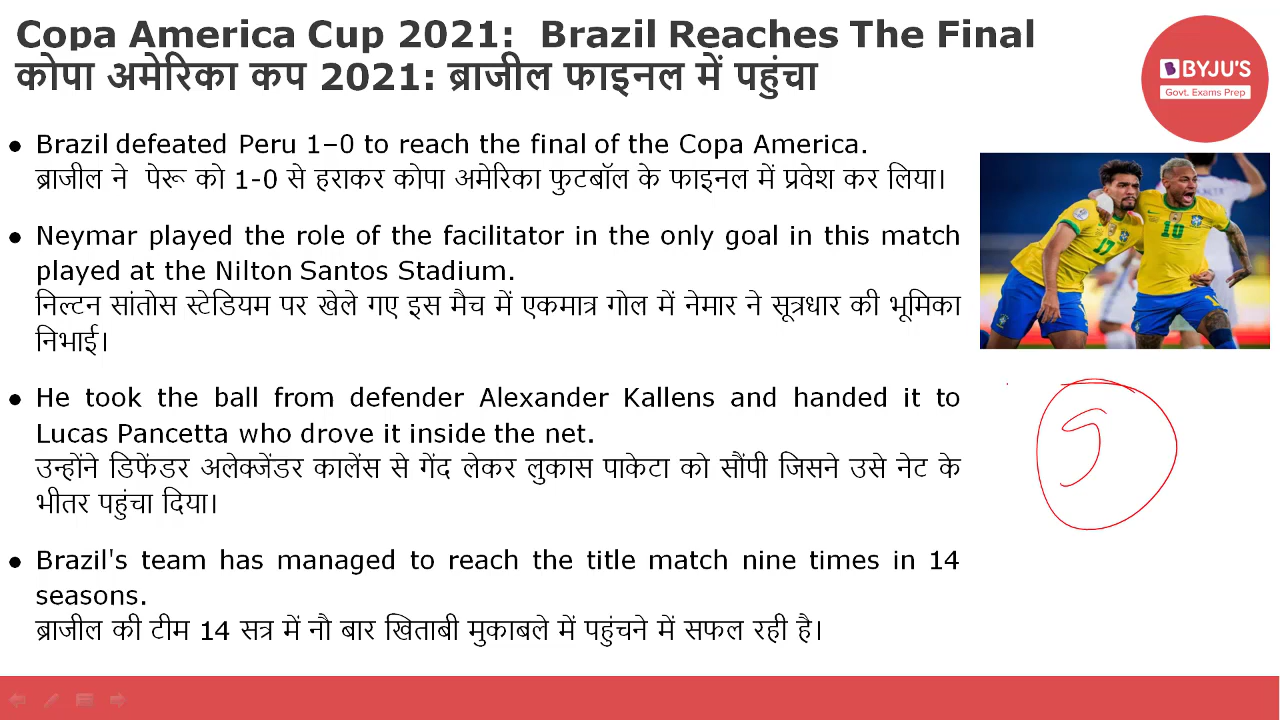 Copa America Cup 2021: Brazil Reaches The Final
कोपा अमेरिका कप 2021: ब्राजील फाइनल में पहुंचा
BYJU'S
Govt. Exams Prep
● Brazil defeated Peru 1–0 to reach the final of the Copa America.
ब्राजील ने पेरू को 1-0 से हराकर कोपा अमेरिका फुटबॉल के फाइनल में प्रवेश कर लिया।
● Neymar played the role of the facilitator in the only goal in this match
played at the Nilton Santos Stadium.
निल्टन सांतोस स्टेडियम पर खेले गए इस मैच में एकमात्र गोल में नेमार ने सूत्रधार की भूमिका
निभाई।
● He took the ball from defender Alexander Kallens and handed it to
Lucas Pancetta who drove it inside the net.
उन्होंने डिफेंडर अलेक्जेंडर कालेंस से गेंद लेकर लुकास पाकेटा को सौंपी जिसने उसे नेट के
भीतर पहुंचा दिया।
● Brazil's team has managed to reach the title match nine times in 14
seasons.
ब्राजील की टीम 14 सत्र में नौ बार खिताबी मुकाबले में पहुंचने में सफल रही है।
17
10